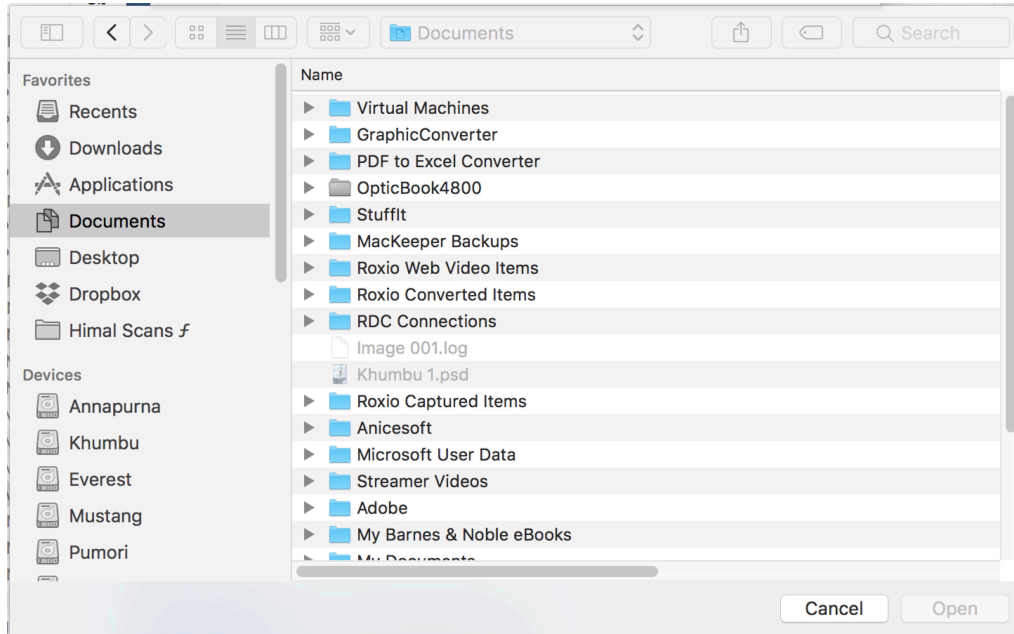 Documents
Search
Favorites
Recents
Downloads
Applications
Documents
Desktop
Dropbox
Himal Scans ƒ
Devices
Annapurna
Khumbu
Everest
Mustang
Pumori
Name
Virtual Machines
GraphicConverter
PDF to Excel Converter
OpticBook4800
StuffIt
MacKeeper Backups
Roxio Web Video Items
Roxio Converted Items
RDC Connections
Image 001.log
Khumbu 1.psd
Roxio Captured Items
Anicesoft
Microsoft User Data
Streamer Videos
Adobe
My Barnes & Noble eBooks
My Documents
Cancel
Open